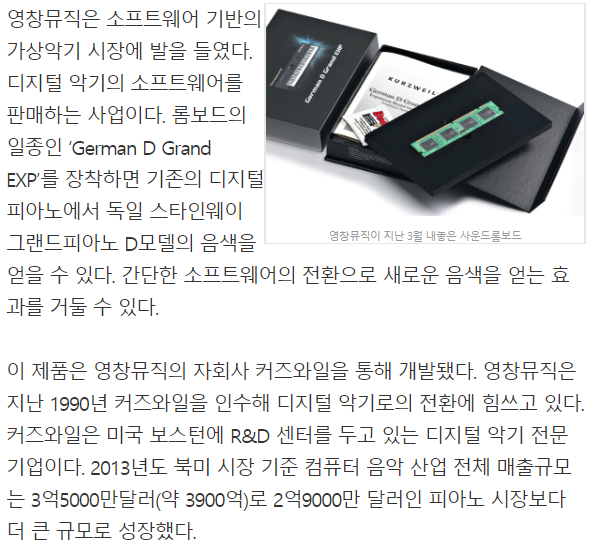 영창뮤직은 소프트웨어 기반의
가상악기 시장에 발을 들였다.
디지털 악기의 소프트웨어를
판매하는 사업이다. 롬보드의
일종인 ‘German D Grand
EXP’를 장착하면 기존의 디지털
피아노에서 독일 스타인웨이
그랜드피아노 D모델의 음색을
얻을 수 있다. 간단한 소프트웨어의 전환으로 새로운 음색을 얻는 효
과를 거둘 수 있다.
German D Grand EXP
KURZWEIL
German D Grand
영창뮤직이 지난 3월 내놓은 사운드롬보드
이 제품은 영창뮤직의 자회사 커즈와일을 통해 개발됐다. 영창뮤직은
지난 1990년 커즈와일을 인수해 디지털 악기로의 전환에 힘쓰고 있다.
커즈와일은 미국 보스턴에 R&D 센터를 두고 있는 디지털 악기 전문
기업이다. 2013년도 북미 시장 기준 컴퓨터 음악 산업 전체 매출규모
는 3억5000만달러(약 3900억)로 2억9000만 달러인 피아노 시장보다
더 큰 규모로 성장했다.